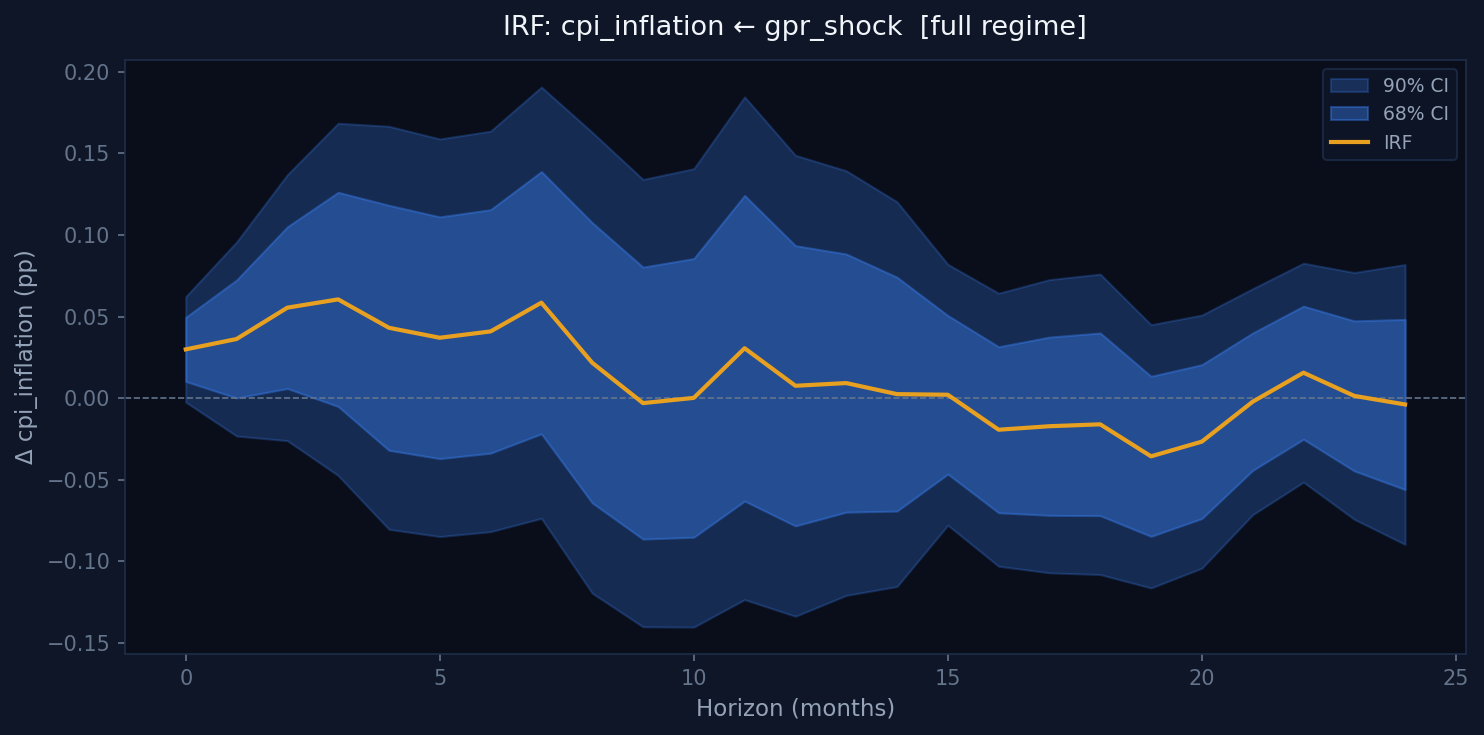 IRF: cpi_inflation ← gpr_shock  [full regime]
90% CI
68% CI
IRF
Δ cpi_inflation (pp)
0.20
0.15
0.10
0.05
0.00
−0.05
−0.10
−0.15
0 5 10 15 20 25
Horizon (months)